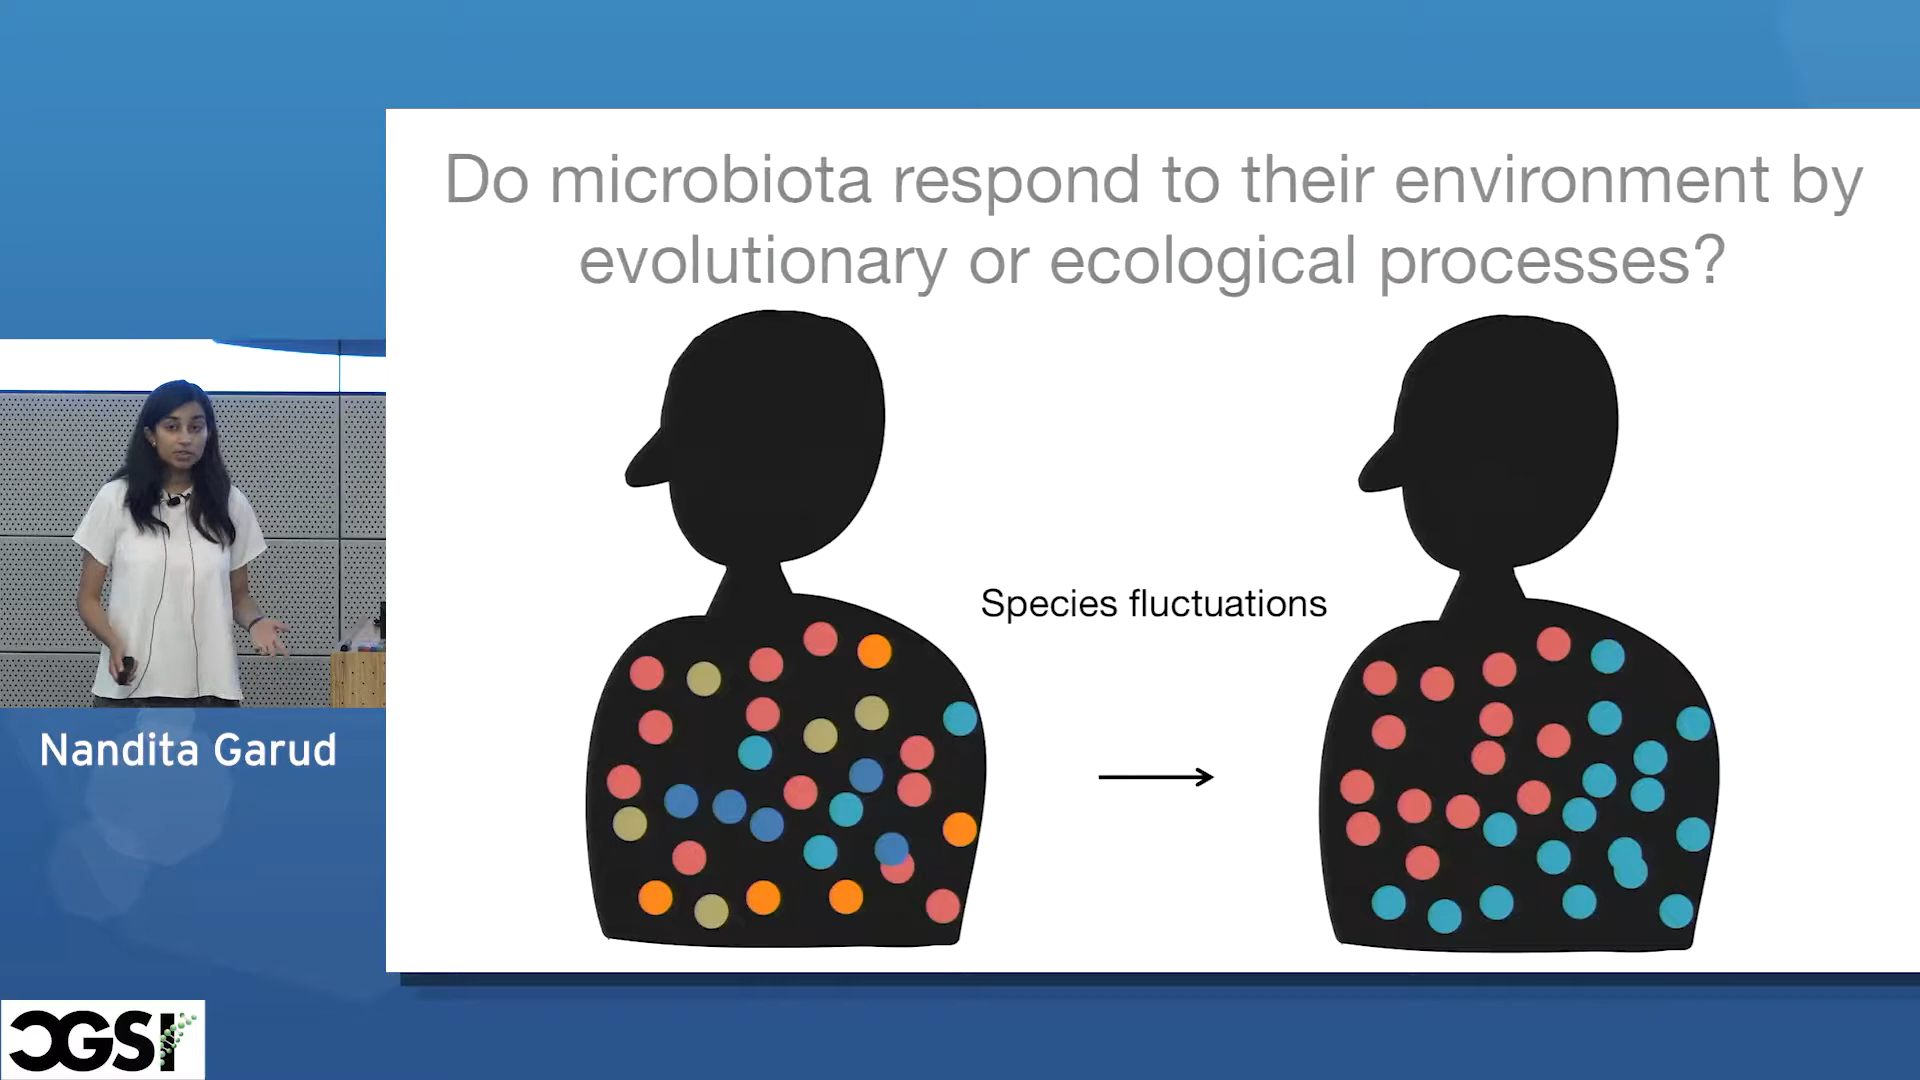 Do microbiota respond to their environment by
evolutionary or ecological processes?
Species fluctuations
Nandita Garud
CGSI